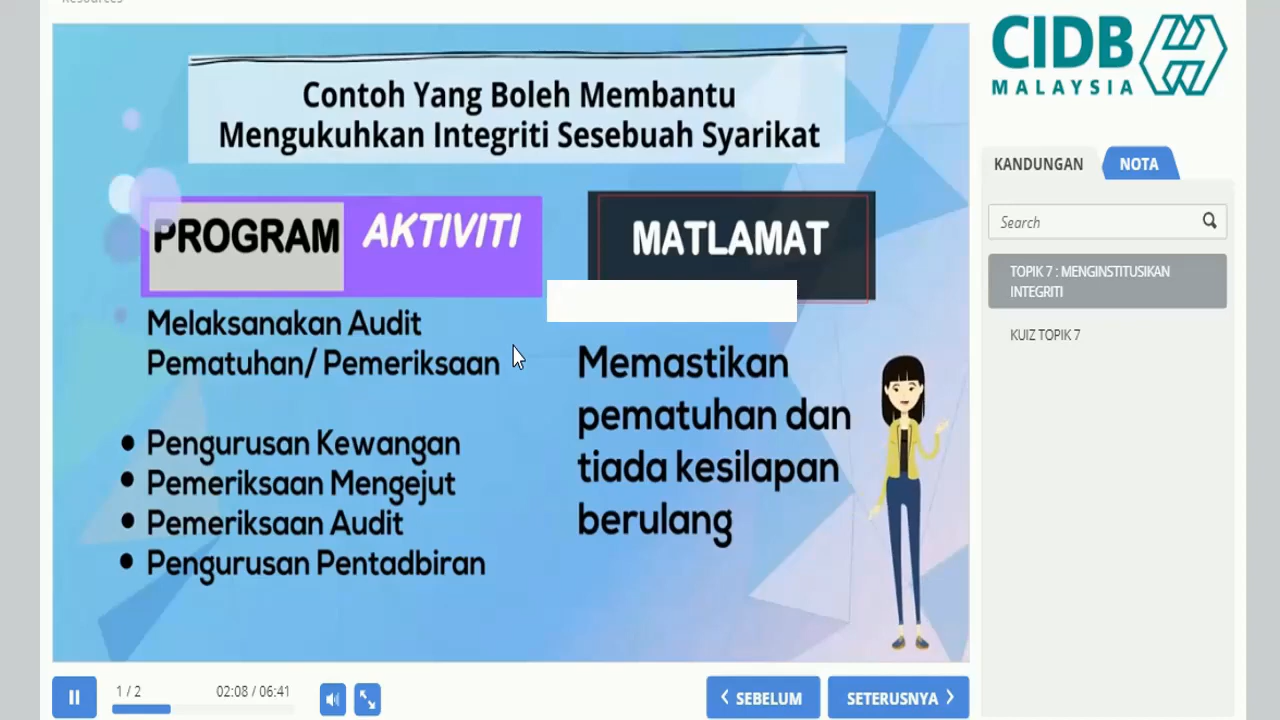 Resources
CIDB
MALAYSIA
Contoh Yang Boleh Membantu
Mengukuhkan Integriti Sesebuah Syarikat
PROGRAM AKTIVITI
MATLAMAT
Melaksanakan Audit
Pematuhan/ Pemeriksaan
• Pengurusan Kewangan
• Pemeriksaan Mengejut
• Pemeriksaan Audit
• Pengurusan Pentadbiran
Memastikan
pematuhan dan
tiada kesilapan
berulang
KANDUNGAN
NOTA
Search
TOPIK 7 : MENGINSTITUSIKAN
INTEGRITI
KUIZ TOPIK 7
1 / 2
02:08 / 06:41
SEBELUM
SETERUSNYA